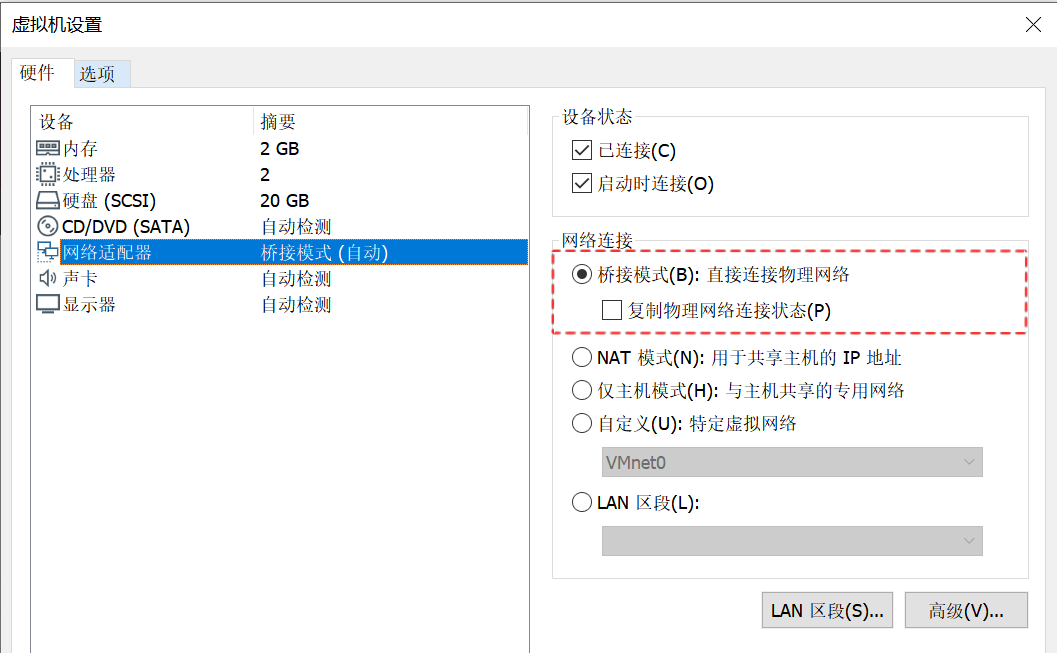 虚拟机设置
硬件 选项
设备 摘要
内存 2 GB
处理器 2
硬盘 (SCSI) 20 GB
CD/DVD (SATA) 自动检测
网络适配器 桥接模式 (自动)
声卡 自动检测
显示器 自动检测
设备状态
已连接(C)
启动时连接(O)
网络连接
桥接模式(B): 直接连接物理网络
复制物理网络连接状态(P)
NAT 模式(N): 用于共享主机的 IP 地址
仅主机模式(H): 与主机共享的专用网络
自定义(U): 特定虚拟网络
VMnet0
LAN 区段(L):
LAN 区段(S)... 高级(V)...